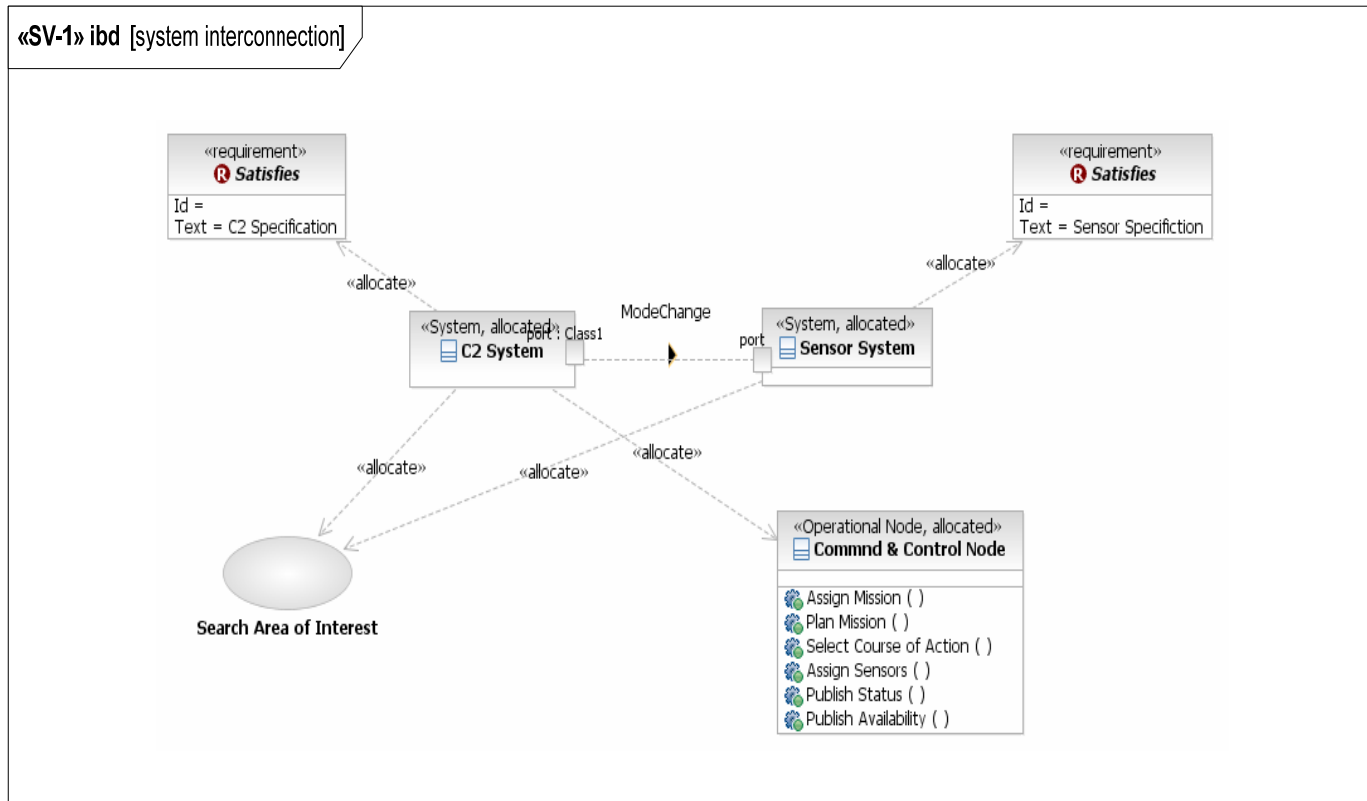 «SV-1» ibd [system interconnection]
«requirement»
R Satisfies
Id =
Text = C2 Specification
«requirement»
R Satisfies
Id =
Text = Sensor Specifiction
«allocate»
«allocate»
ModeChange
«System, allocated»
port : Class1
C2 System
port
«System, allocated»
Sensor System
«allocate»
«allocate»
«allocate»
Search Area of Interest
«Operational Node, allocated»
Commnd & Control Node
Assign Mission ( )
Plan Mission ( )
Select Course of Action ( )
Assign Sensors ( )
Publish Status ( )
Publish Availability ( )